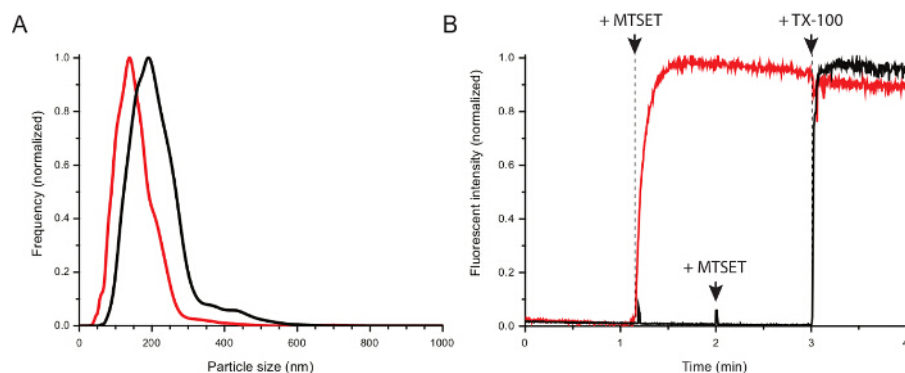 A
Frequency (normalized)
1.0
0.8
0.6
0.4
0.2
0.0
0
200
400
600
800
1000
Particle size (nm)
B
+ MTSET
+ TX-100
Fluorescent intensity (normalized)
1.0
0.8
0.6
0.4
0.2
0.0
+ MTSET
0
1
2
3
4
Time (min)